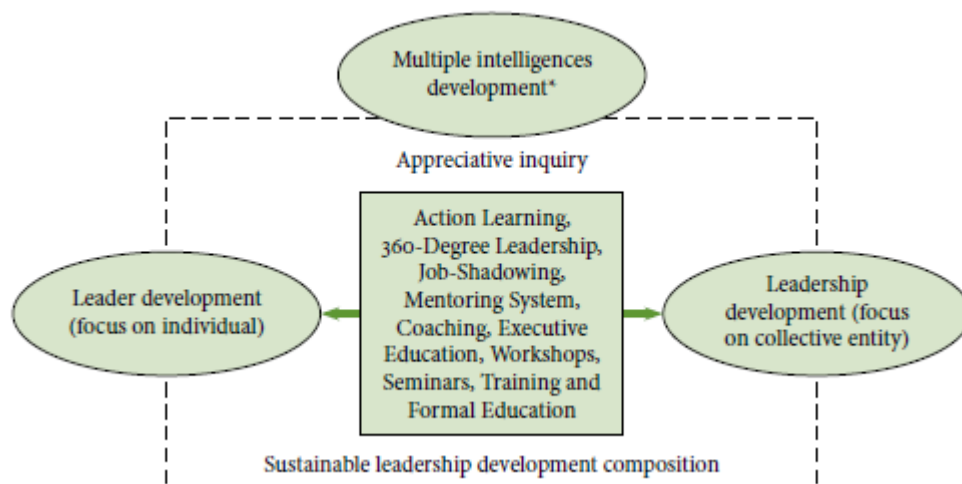 Multiple intelligences
development*
Appreciative inquiry
Action Learning,
360-Degree Leadership,
Job-Shadowing,
Mentoring System,
Coaching, Executive
Education, Workshops,
Seminars, Training and
Formal Education
Leader development
(focus on individual)
Leadership
development (focus
on collective entity)
Sustainable leadership development composition